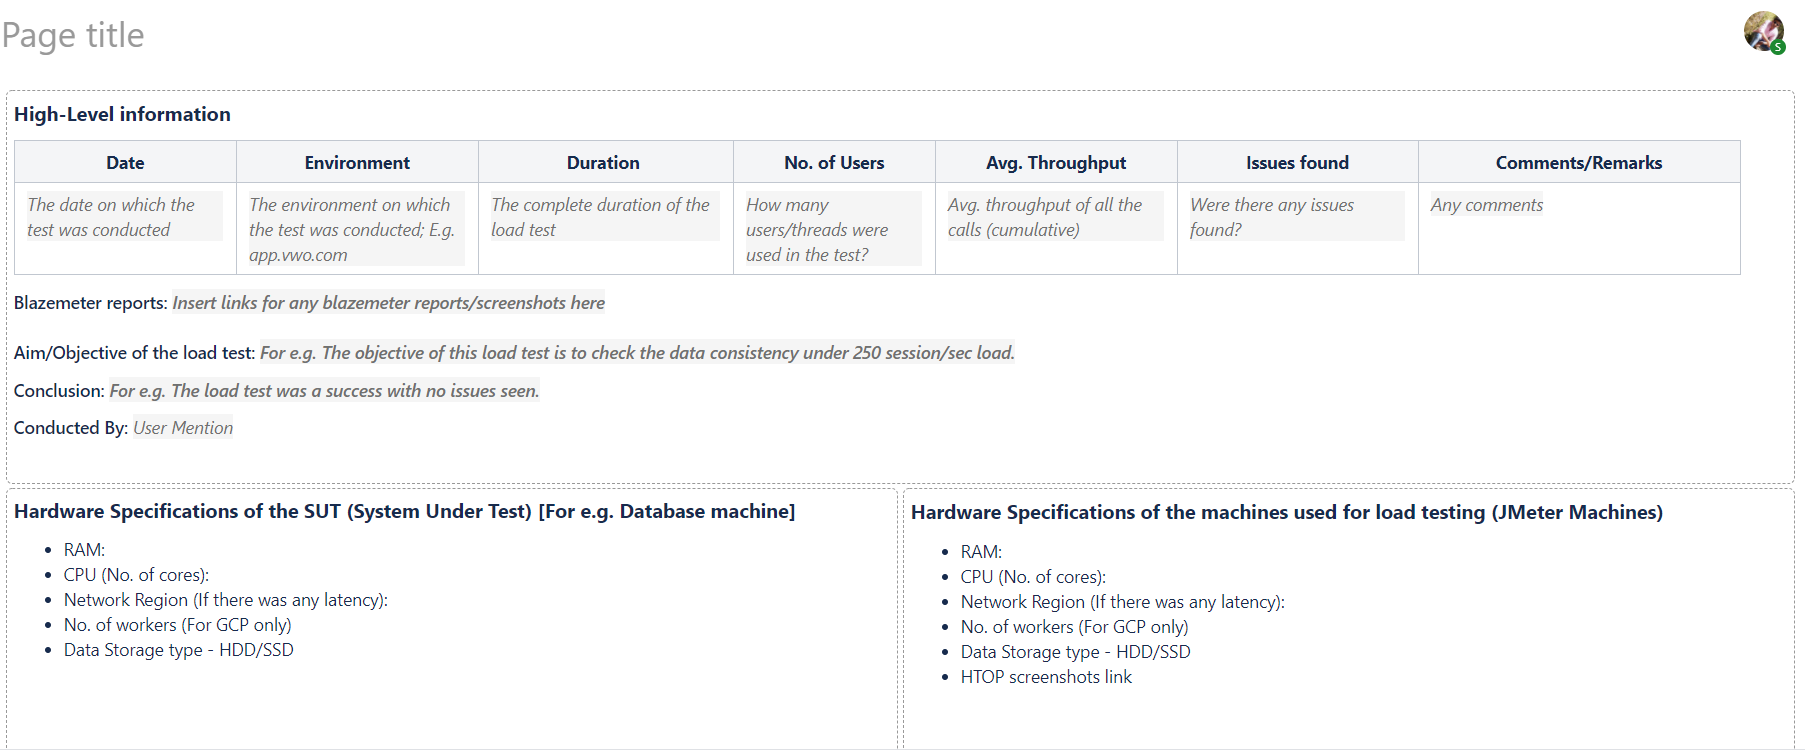 Page title
S
High-Level information
Date Environment Duration No. of Users Avg. Throughput Issues found Comments/Remarks
The date on which the
test was conducted
The environment on which
the test was conducted; E.g.
app.vwo.com
The complete duration of the
load test
How many
users/threads were
used in the test?
Avg. throughput of all the
calls (cumulative)
Were there any issues
found?
Any comments
Blazemeter reports: Insert links for any blazemeter reports/screenshots here
Aim/Objective of the load test: For e.g. The objective of this load test is to check the data consistency under 250 session/sec load.
Conclusion: For e.g. The load test was a success with no issues seen.
Conducted By: User Mention
Hardware Specifications of the SUT (System Under Test) [For e.g. Database machine]
• RAM:
• CPU (No. of cores):
• Network Region (If there was any latency):
• No. of workers (For GCP only)
• Data Storage type - HDD/SSD
Hardware Specifications of the machines used for load testing (JMeter Machines)
• RAM:
• CPU (No. of cores):
• Network Region (If there was any latency):
• No. of workers (For GCP only)
• Data Storage type - HDD/SSD
• HTOP screenshots link